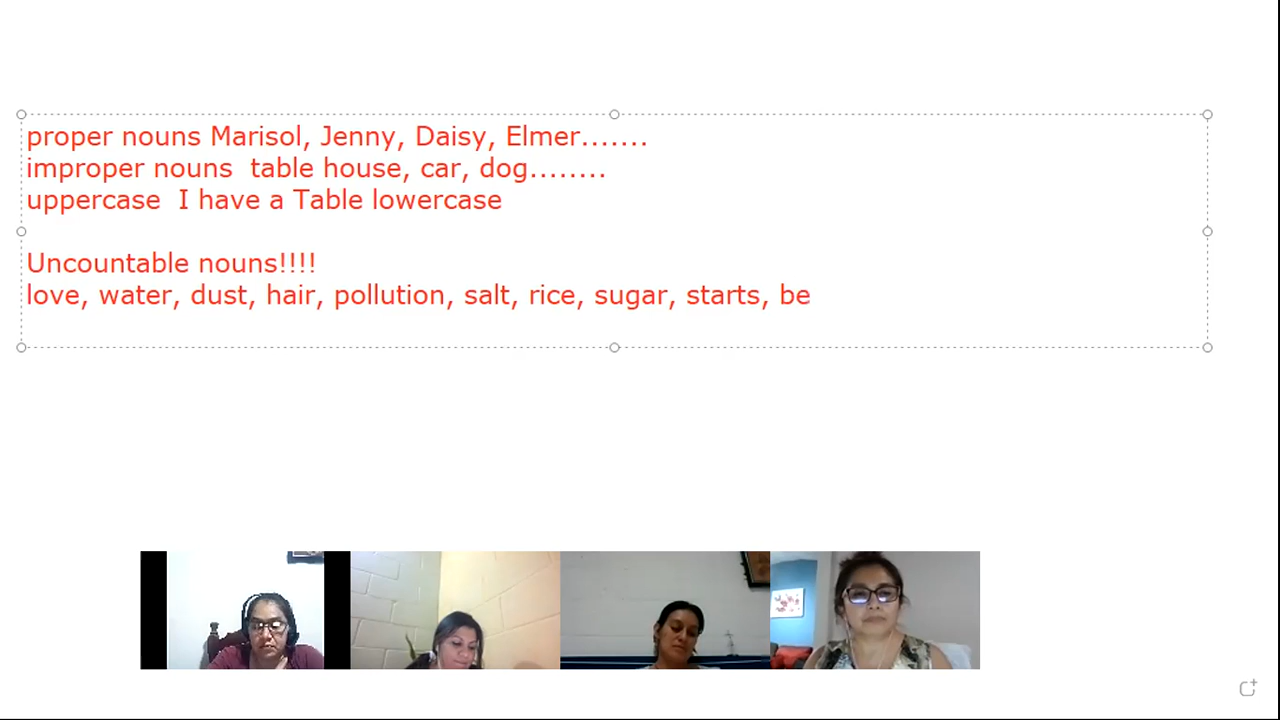 proper nouns Marisol, Jenny, Daisy, Elmer.......
improper nouns  table house, car, dog........
uppercase  I have a Table lowercase
Uncountable nouns!!!!
love, water, dust, hair, pollution, salt, rice, sugar, starts, be